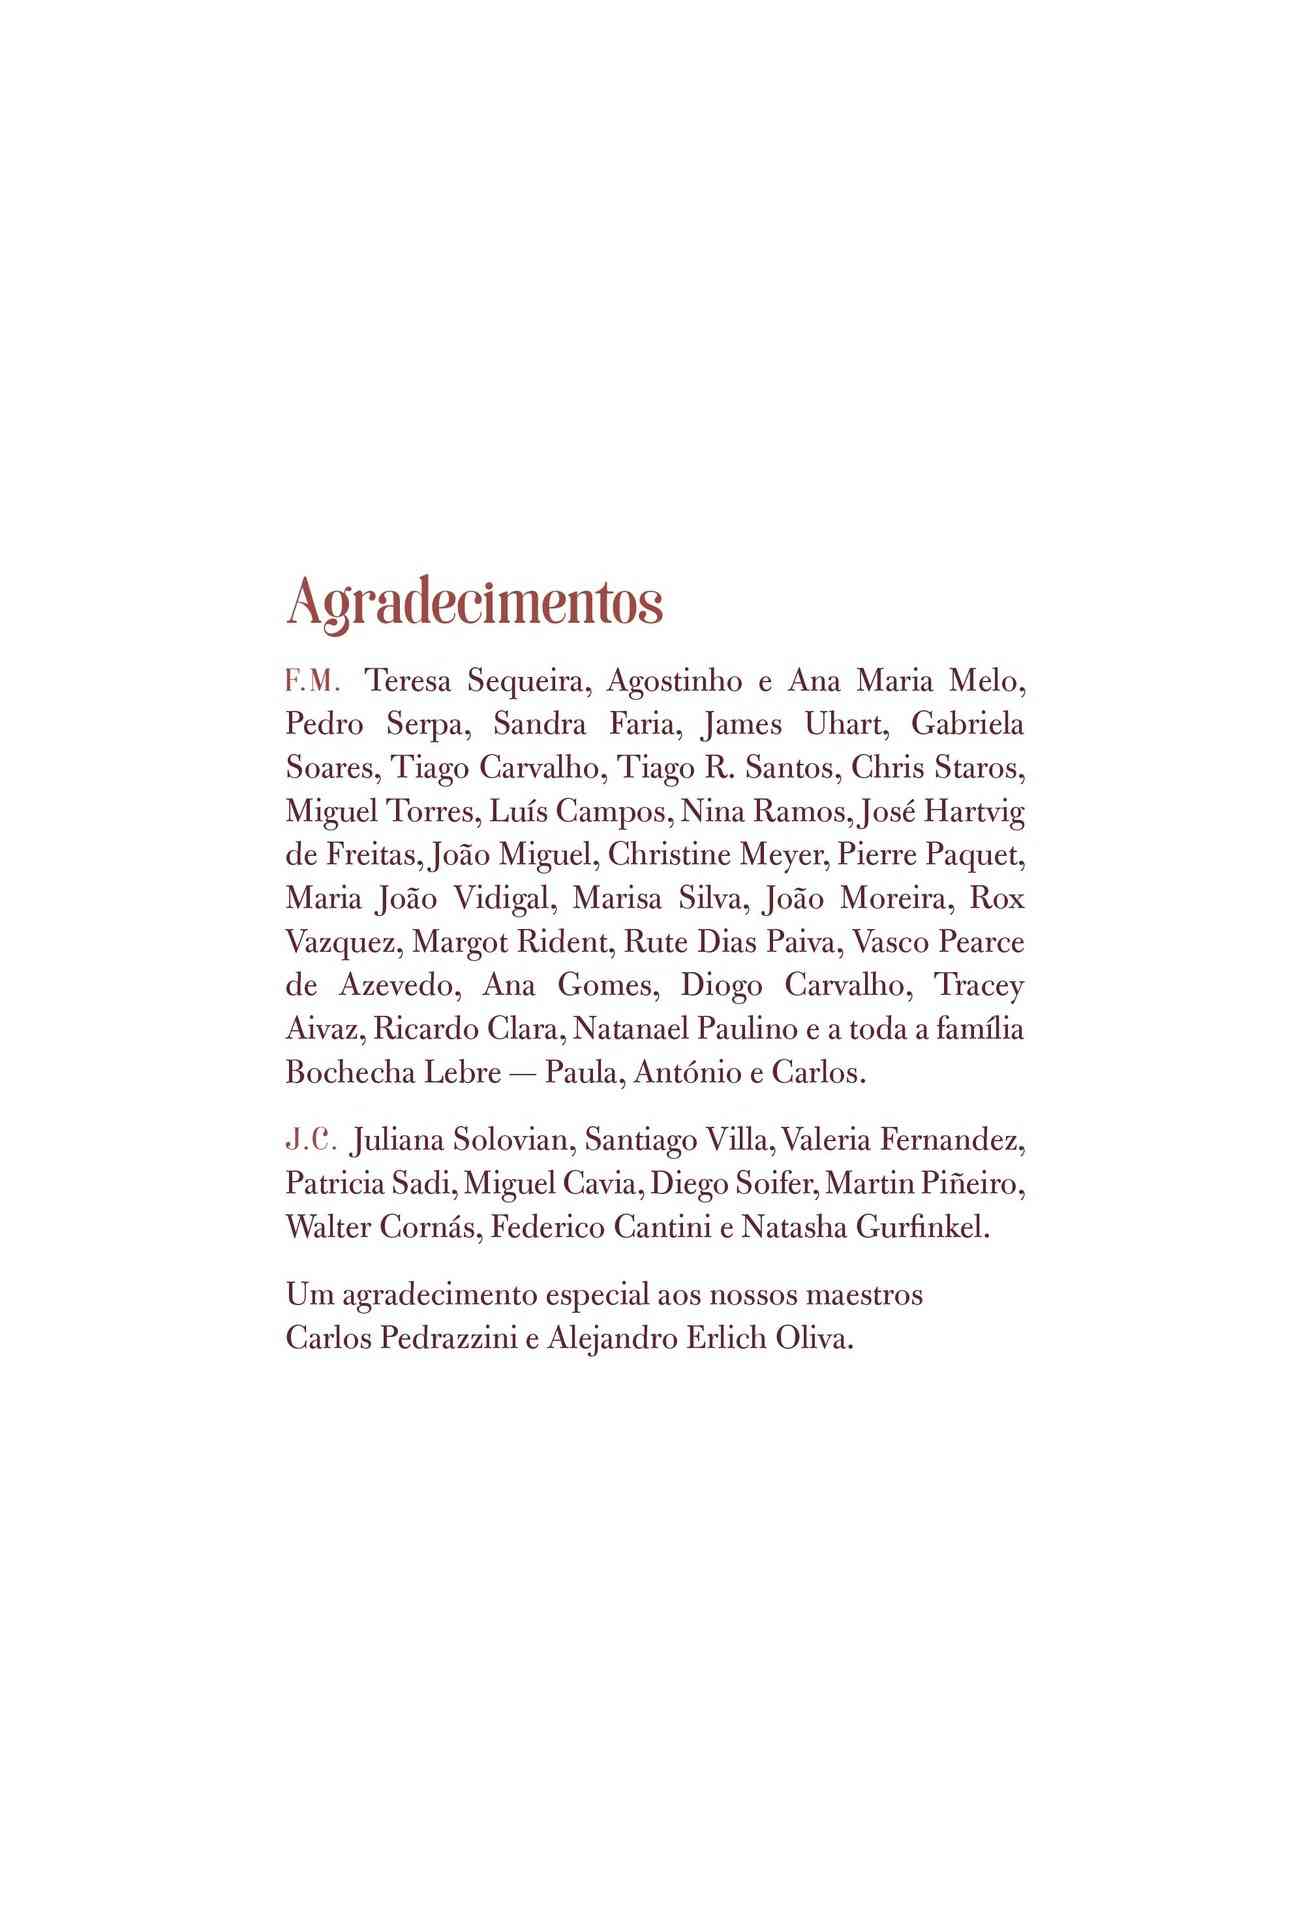 Agradecimentos
F.M. Teresa Sequeira, Agostinho e Ana Maria Melo,
Pedro Serpa, Sandra Faria, James Uhart, Gabriela
Soares, Tiago Carvalho, Tiago R. Santos, Chris Staros,
Miguel Torres, Luís Campos, Nina Ramos, José Hartvig
de Freitas, João Miguel, Christine Meyer, Pierre Paquet,
Maria João Vidigal, Marisa Silva, João Moreira, Rox
Vazquez, Margot Rident, Rute Dias Paiva, Vasco Pearce
de Azevedo, Ana Gomes, Diogo Carvalho, Tracey
Aivaz, Ricardo Clara, Natanael Paulino e a toda a família
Bochecha Lebre — Paula, António e Carlos.
J.C. Juliana Solovian, Santiago Villa, Valeria Fernandez,
Patricia Sadi, Miguel Cavia, Diego Soifer, Martin Piñeiro,
Walter Cornás, Federico Cantini e Natasha Gurfinkel.
Um agradecimento especial aos nossos maestros
Carlos Pedrazzini e Alejandro Erlich Oliva.